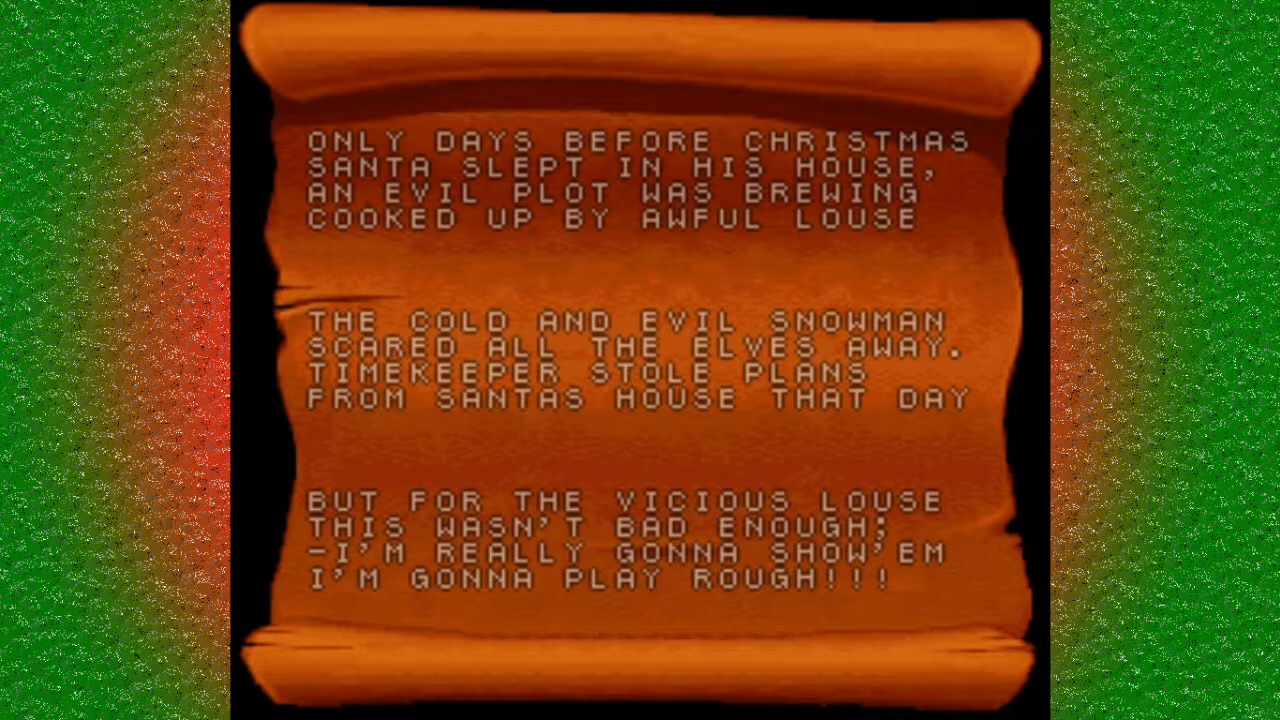 ONLY DAYS BEFORE CHRISTMAS
SANTA SLEPT IN HIS HOUSE,
AN EVIL PLOT WAS BREWING
COOKED UP BY AWFUL LOUSE
THE COLD AND EVIL SNOWMAN
SCARED ALL THE ELVES AWAY.
TIMEKEEPER STOLE PLANS
FROM SANTAS HOUSE THAT DAY
BUT FOR THE VICIOUS LOUSE
THIS WASN'T BAD ENOUGH;
-I'M REALLY GONNA SHOW'EM
I'M GONNA PLAY ROUGH!!!